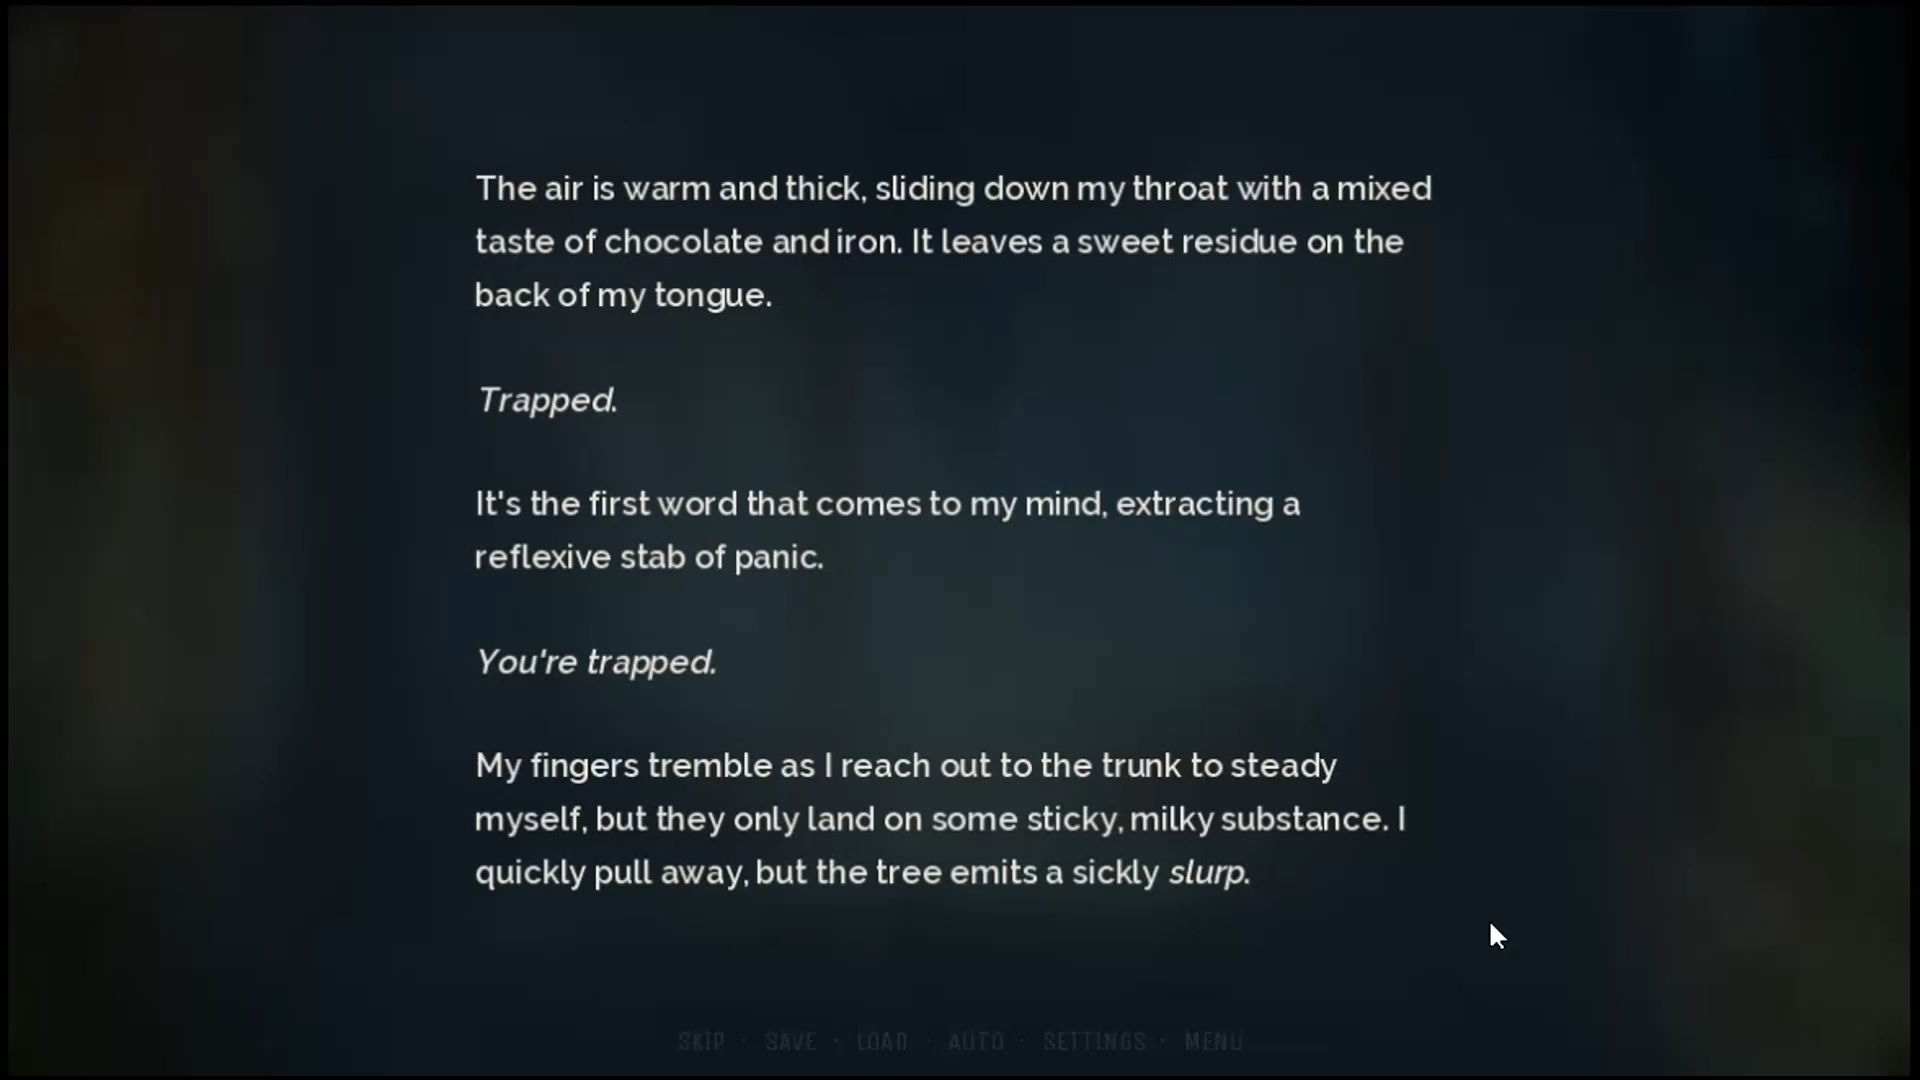 The air is warm and thick, sliding down my throat with a mixed
taste of chocolate and iron. It leaves a sweet residue on the
back of my tongue.
Trapped.
It's the first word that comes to my mind, extracting a
reflexive stab of panic.
You're trapped.
My fingers tremble as I reach out to the trunk to steady
myself, but they only land on some sticky, milky substance. I
quickly pull away, but the tree emits a sickly slurp.
SKIP · SAVE · LOAD · AUTO · SETTINGS · MENU